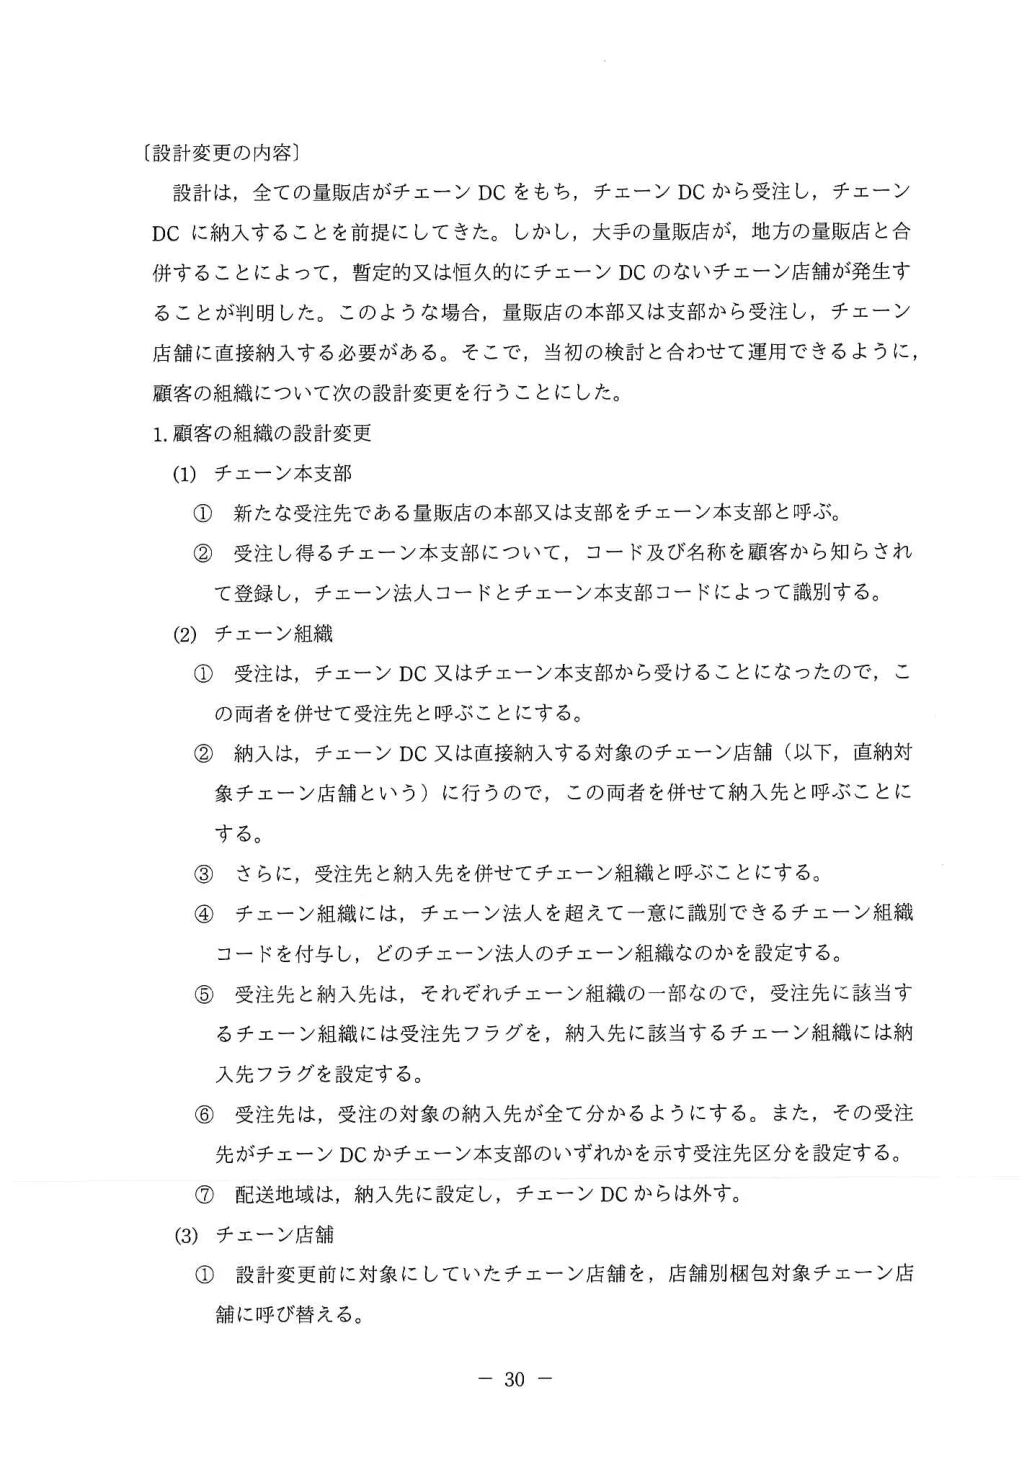 〔設計変更の内容〕
設計は，全ての量販店がチェーン DC をもち，チェーン DC から受注し，チェーン
DC に納入することを前提にしてきた。しかし，大手の量販店が，地方の量販店と合
併することによって，暫定的又は恒久的にチェーン DC のないチェーン店舗が発生す
ることが判明した。このような場合，量販店の本部又は支部から受注し，チェーン
店舗に直接納入する必要がある。そこで，当初の検討と合わせて運用できるように，
顧客の組織について次の設計変更を行うことにした。
1. 顧客の組織の設計変更
(1) チェーン本支部
① 新たな受注先である量販店の本部又は支部をチェーン本支部と呼ぶ。
② 受注し得るチェーン本支部について，コード及び名称を顧客から知らされ
て登録し，チェーン法人コードとチェーン本支部コードによって識別する。
(2) チェーン組織
① 受注は，チェーン DC 又はチェーン本支部から受けることになったので，こ
の両者を併せて受注先と呼ぶことにする。
② 納入は，チェーン DC 又は直接納入する対象のチェーン店舗（以下，直納対
象チェーン店舗という）に行うので，この両者を併せて納入先と呼ぶことに
する。
③ さらに，受注先と納入先を併せてチェーン組織と呼ぶことにする。
④ チェーン組織には，チェーン法人を超えて一意に識別できるチェーン組織
コードを付与し，どのチェーン法人のチェーン組織なのかを設定する。
⑤ 受注先と納入先は，それぞれチェーン組織の一部なので，受注先に該当す
るチェーン組織には受注先フラグを，納入先に該当するチェーン組織には納
入先フラグを設定する。
⑥ 受注先は，受注の対象の納入先が全て分かるようにする。また，その受注
先がチェーン DC かチェーン本支部のいずれかを示す受注先区分を設定する。
⑦ 配送地域は，納入先に設定し，チェーン DC からは外す。
(3) チェーン店舗
① 設計変更前に対象にしていたチェーン店舗を，店舗別梱包対象チェーン店
舗に呼び替える。
－ 30 －